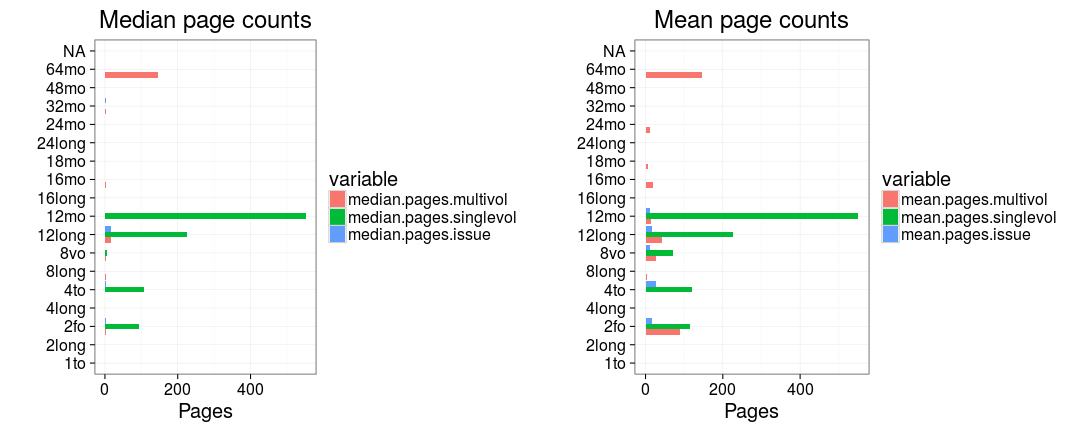 Median page counts
NA
64mo
48mo
32mo
24mo
24long
18mo
16mo
16long
12mo
12long
8vo
8long
4to
4long
2fo
2long
1to
0 200 400
Pages
variable
median.pages.multivol
median.pages.singlevol
median.pages.issue
Mean page counts
NA
64mo
48mo
32mo
24mo
24long
18mo
16mo
16long
12mo
12long
8vo
8long
4to
4long
2fo
2long
1to
0 200 400
Pages
variable
mean.pages.multivol
mean.pages.singlevol
mean.pages.issue